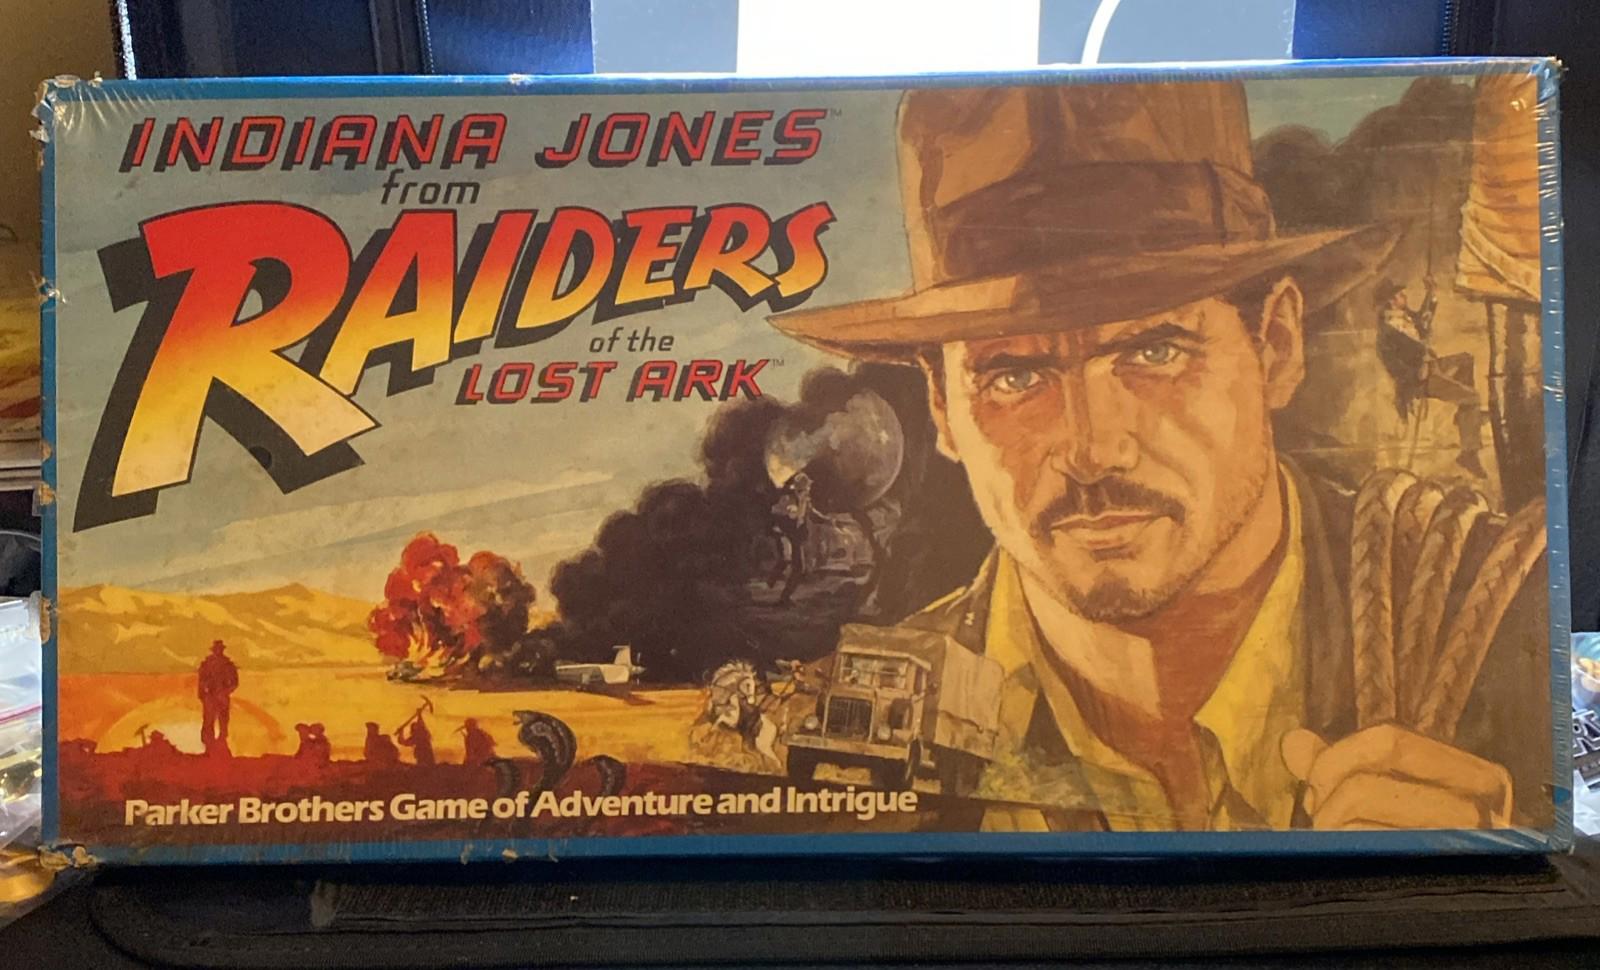 INDIANA JONES™
from
RAIDERS
of the
LOST ARK™
Parker Brothers Game of Adventure and Intrigue